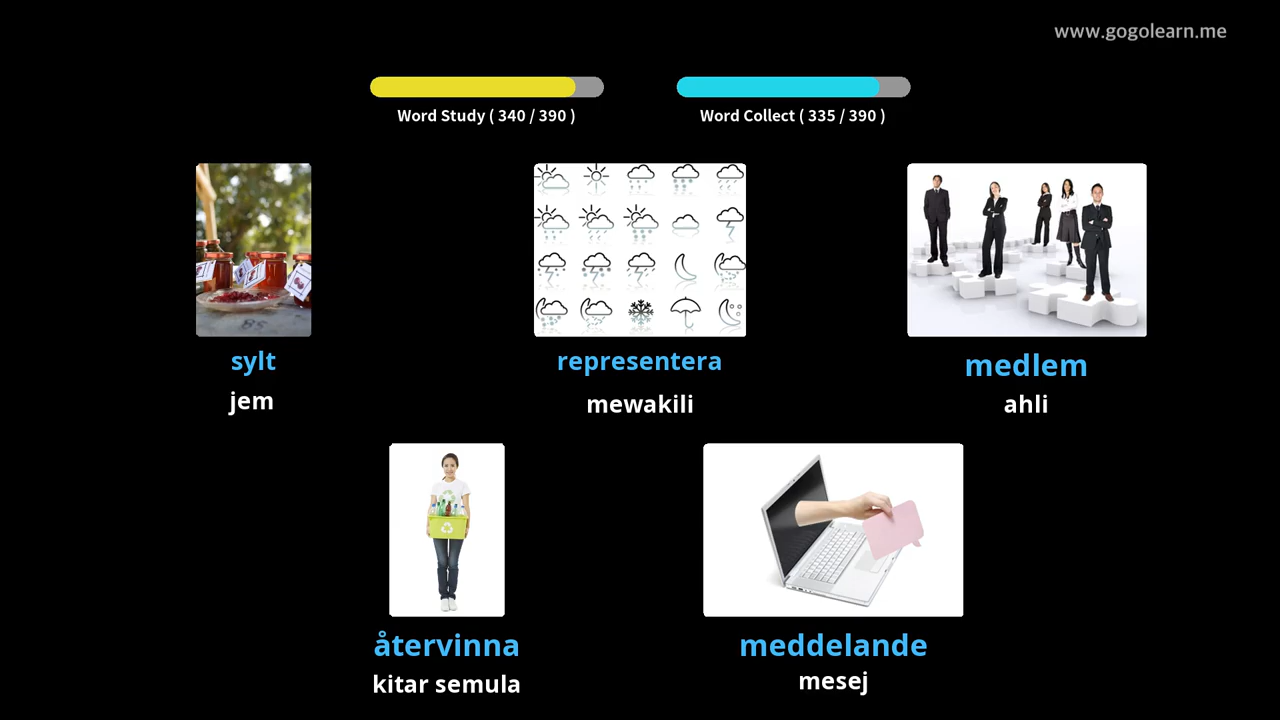 www.gogolearn.me
Word Study ( 340 / 390 )
Word Collect ( 335 / 390 )
sylt
jem
representera
mewakili
medlem
ahli
återvinna
kitar semula
meddelande
mesej